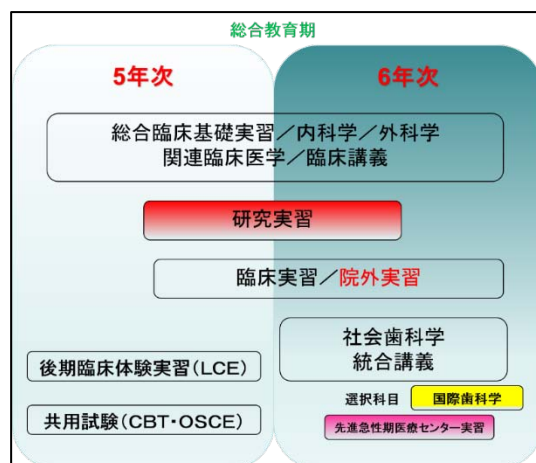 総合教育期
5年次
6年次
総合臨床基礎実習／内科学／外科学
関連臨床医学／臨床講義
研究実習
臨床実習／院外実習
社会歯科学
統合講義
後期臨床体験実習(LCE)
選択科目
国際歯科学
共用試験(CBT・OSCE)
先進急性期医療センター実習